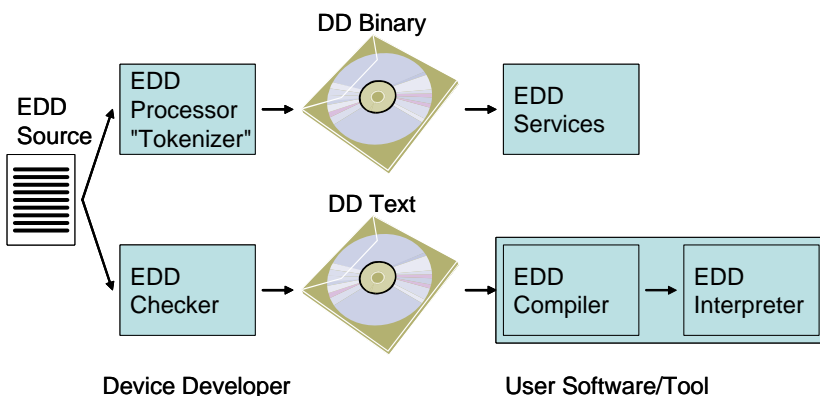 DD Binary
EDD
Source
EDD
Processor
"Tokenizer"
EDD
Services
DD Text
EDD
Checker
EDD
Compiler
EDD
Interpreter
Device Developer
User Software/Tool